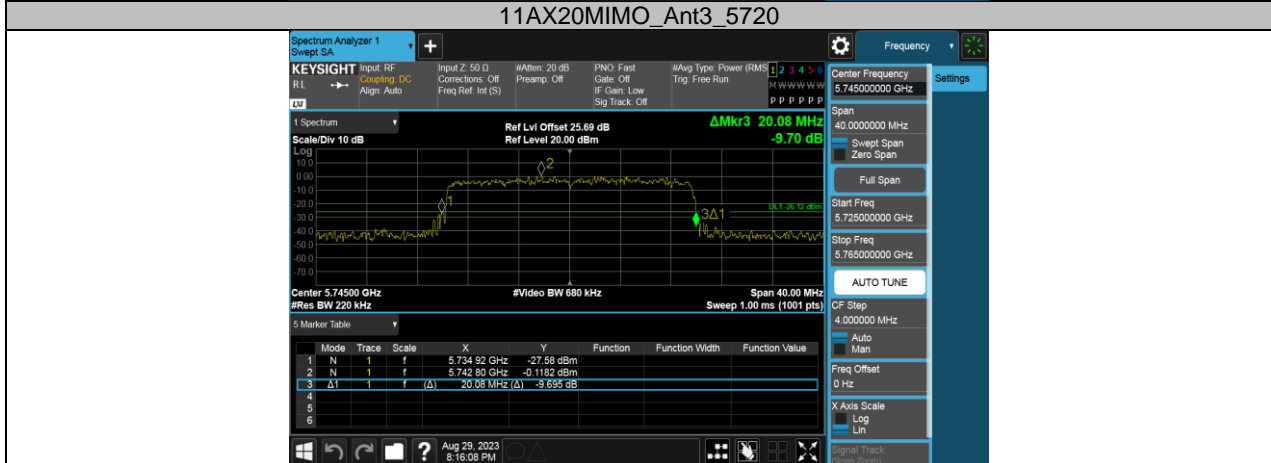 11AX20MIMO_Ant3_5720
Spectrum Analyzer 1
Swept SA
+
Frequency
KEYSIGHT
RL
LXI
Input: RF
Coupling: DC
Align: Auto
Input Z: 50 Ω
Corrections: Off
Freq Ref: Int (S)
#Atten: 20 dB
Preamp: Off
PNO: Fast
Gate: Off
IF Gain: Low
Sig Track: Off
#Avg Type: Power (RMS
Trig: Free Run
1 2 3 4 5 6
M W W W W W
P P P P P P
Center Frequency
5.745000000 GHz
Settings
Span
40.0000000 MHz
Swept Span
Zero Span
Full Span
Start Freq
5.725000000 GHz
Stop Freq
5.765000000 GHz
AUTO TUNE
CF Step
4.000000 MHz
Auto
Man
Freq Offset
0 Hz
X Axis Scale
Log
Lin
Signal Track
(Span Zoom)
1 Spectrum
Scale/Div 10 dB
Ref Lvl Offset 25.69 dB
Ref Level 20.00 dBm
ΔMkr3 20.08 MHz
-9.70 dB
Log
10.0
0.00
-10.0
-20.0
-30.0
-40.0
-50.0
-60.0
-70.0
2
1
3Δ1
DL1 -26.12 dBm
Center 5.74500 GHz
#Video BW 680 kHz
Span 40.00 MHz
#Res BW 220 kHz
Sweep 1.00 ms (1001 pts)
5 Marker Table
Mode Trace Scale X Y Function Function Width Function Value
1 N 1 f 5.734 92 GHz -27.58 dBm
2 N 1 f 5.742 80 GHz -0.1182 dBm
3 Δ1 1 f (Δ) 20.08 MHz (Δ) -9.695 dB
4
5
6
?
Aug 29, 2023
8:16:08 PM